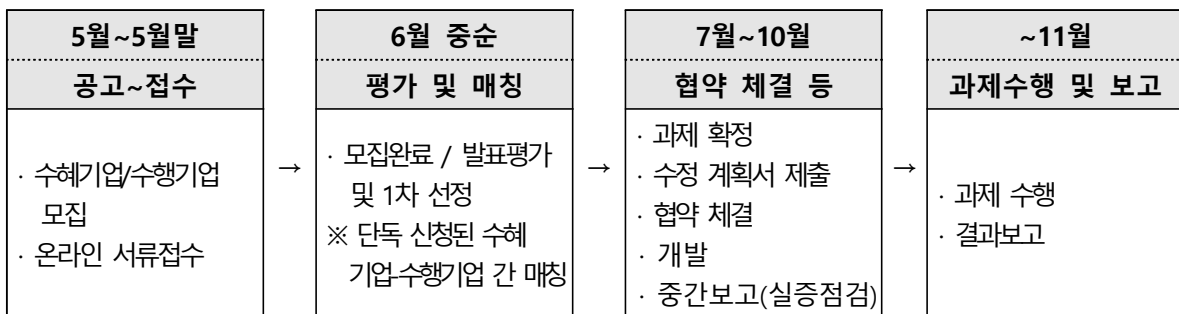 5월~5월말
공고~접수
· 수혜기업/수행기업
모집
· 온라인 서류접수
→
6월 중순
평가 및 매칭
· 모집완료 / 발표평가
및 1차 선정
※ 단독 신청된 수혜
기업-수행기업 간 매칭
→
7월~10월
협약 체결 등
· 과제 확정
· 수정 계획서 제출
· 협약 체결
· 개발
· 중간보고(실증점검)
→
~11월
과제수행 및 보고
· 과제 수행
· 결과보고